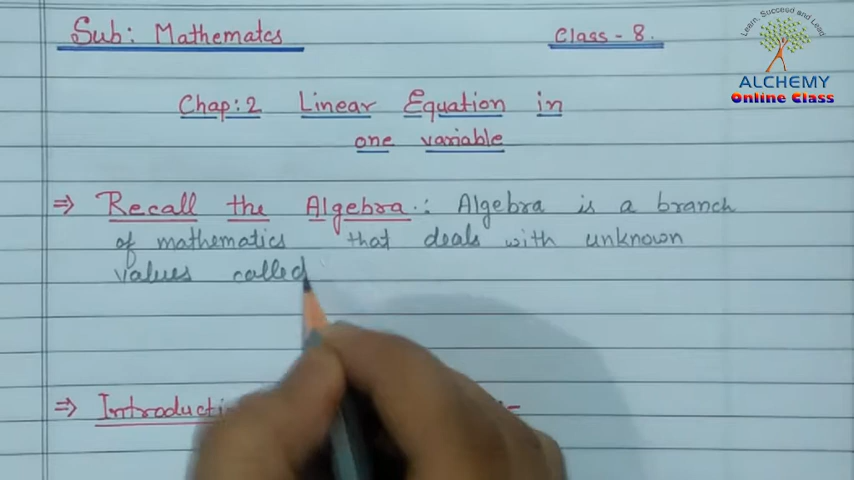 Sub: Mathematcs
Class - 8.
Learn, Succeed and Lead
ALCHEMY
Online Class
Chap: 2 Linear Equation in
one variable
⇒ Recall the Algebra.: Algebra is a branch
of mathematics that deals with unknown
values called
⇒